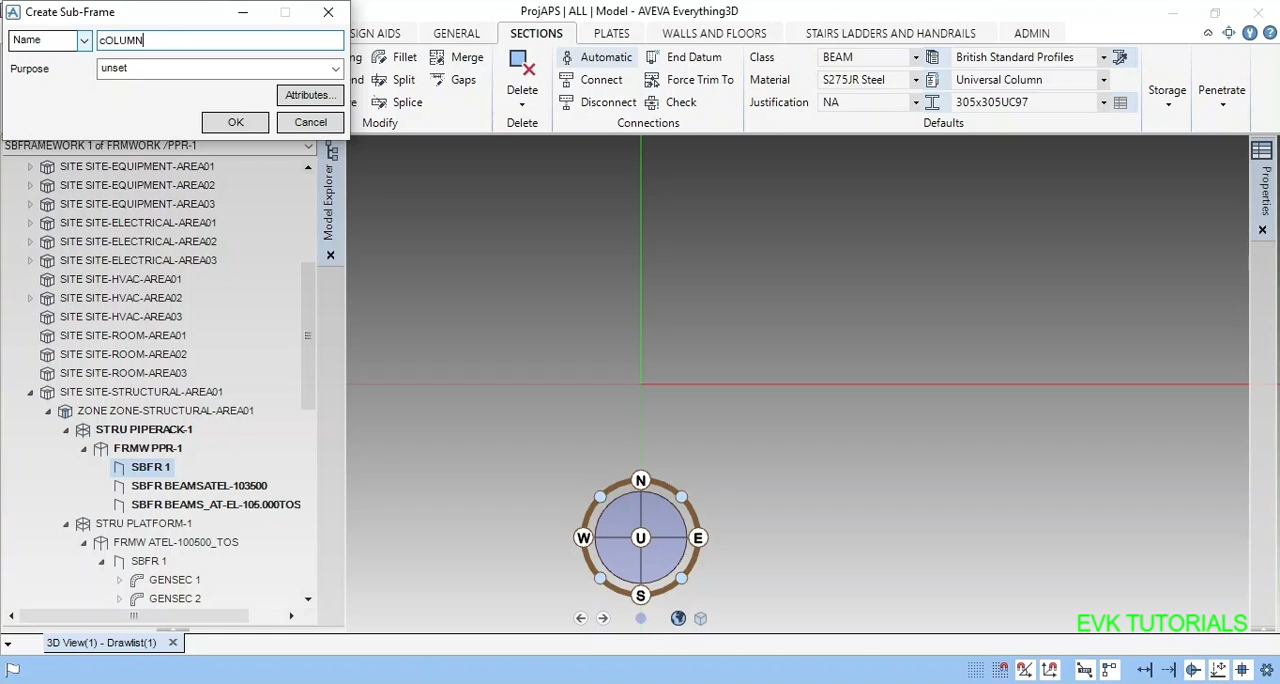 Create Sub-Frame
ProjAPS | ALL | Model - AVEVA Everything3D
Name
cOLUMN
Purpose
unset
Attributes...
OK
Cancel
SIGN AIDS
GENERAL
SECTIONS
PLATES
WALLS AND FLOORS
STAIRS LADDERS AND HANDRAILS
ADMIN
Fillet
Merge
Split
Gaps
Splice
Modify
Delete
Delete
Automatic
End Datum
Connect
Force Trim To
Disconnect
Check
Connections
Class
BEAM
British Standard Profiles
Material
S275JR Steel
Universal Column
Justification
NA
305x305UC97
Defaults
Storage
Penetrate
SBFRAMEWORK 1 of FRMWORK /PPR-1
SITE SITE-EQUIPMENT-AREA01
SITE SITE-EQUIPMENT-AREA02
SITE SITE-EQUIPMENT-AREA03
SITE SITE-ELECTRICAL-AREA01
SITE SITE-ELECTRICAL-AREA02
SITE SITE-ELECTRICAL-AREA03
SITE SITE-HVAC-AREA01
SITE SITE-HVAC-AREA02
SITE SITE-HVAC-AREA03
SITE SITE-ROOM-AREA01
SITE SITE-ROOM-AREA02
SITE SITE-ROOM-AREA03
SITE SITE-STRUCTURAL-AREA01
ZONE ZONE-STRUCTURAL-AREA01
STRU PIPERACK-1
FRMW PPR-1
SBFR 1
SBFR BEAMSATEL-103500
SBFR BEAMS_AT-EL-105.000TOS
STRU PLATFORM-1
FRMW ATEL-100500_TOS
SBFR 1
GENSEC 1
GENSEC 2
Model Explorer
Properties
N
W
U
E
S
EVK TUTORIALS
3D View(1) - Drawlist(1)